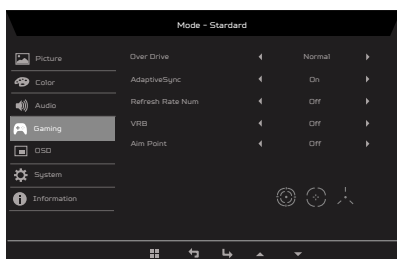 Mode - Stardard
Picture
Color
Audio
Gaming
OSD
System
Information
Over Drive Normal
AdaptiveSync On
Refresh Rate Num Off
VRB Off
Aim Point Off